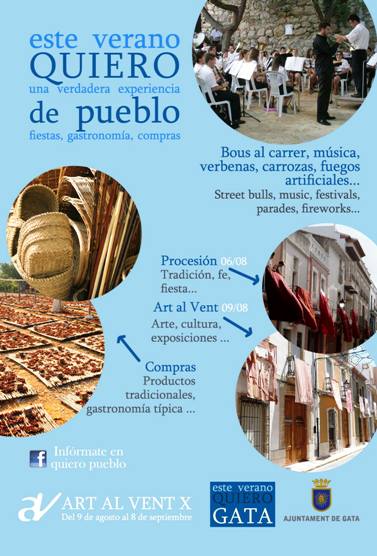 este verano
QUIERO
una verdadera experiencia
de pueblo
fiestas, gastronomía, compras
Bous al carrer, música,
verbenas, carrozas, fuegos
artificiales...
Street bulls, music, festivals,
parades, fireworks...
Procesión 06/08
Tradición, fe,
fiesta...
Art al Vent 09/08
Arte, cultura,
exposiciones ...
Compras
Productos
tradicionales,
gastronomía típica ...
f Infórmate en
quiero pueblo
av ART AL VENT X
Del 9 de agosto al 8 de septiembre
este verano
QUIERO
GATA
AJUNTAMENT DE GATA